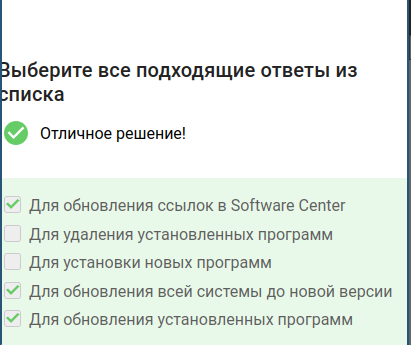 Выберите все подходящие ответы из
списка
Отличное решение!
Для обновления ссылок в Software Center
Для удаления установленных программ
Для установки новых программ
Для обновления всей системы до новой версии
Для обновления установленных программ